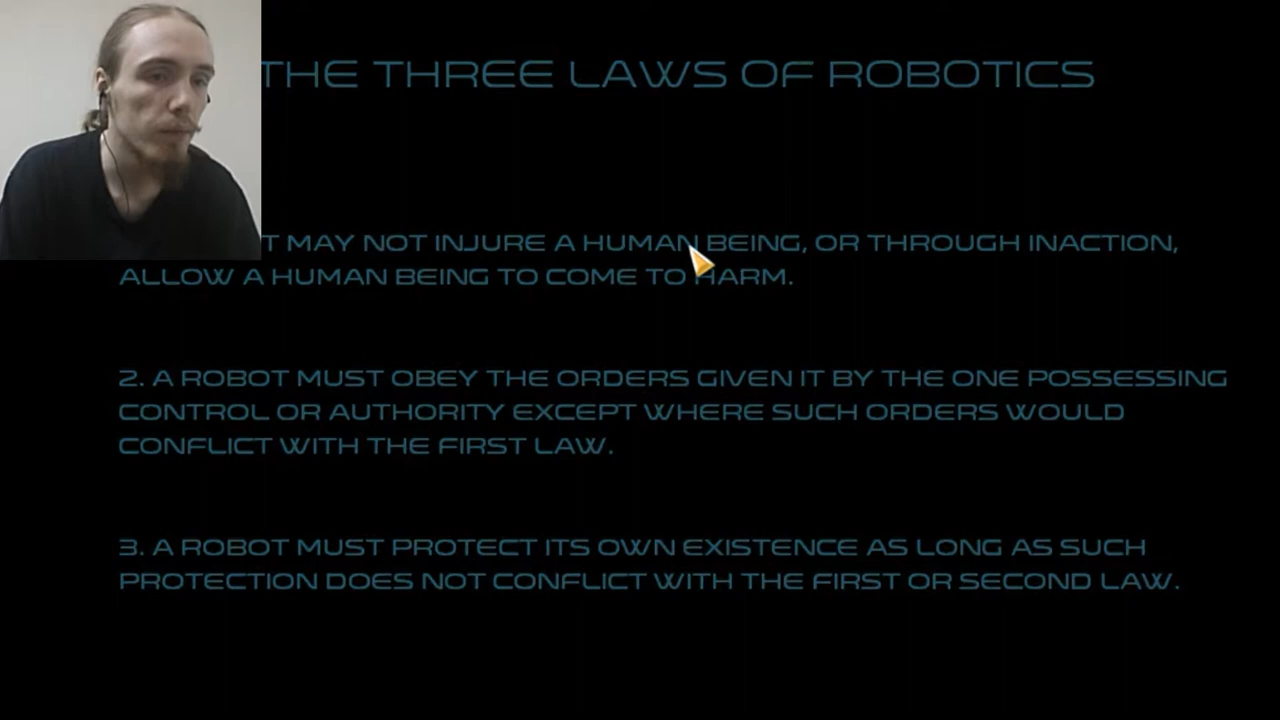 THE THREE LAWS OF ROBOTICS
T MAY NOT INJURE A HUMAN BEING, OR THROUGH INACTION,
ALLOW A HUMAN BEING TO COME TO HARM.
2. A ROBOT MUST OBEY THE ORDERS GIVEN IT BY THE ONE POSSESSING
CONTROL OR AUTHORITY EXCEPT WHERE SUCH ORDERS WOULD
CONFLICT WITH THE FIRST LAW.
3. A ROBOT MUST PROTECT ITS OWN EXISTENCE AS LONG AS SUCH
PROTECTION DOES NOT CONFLICT WITH THE FIRST OR SECOND LAW.